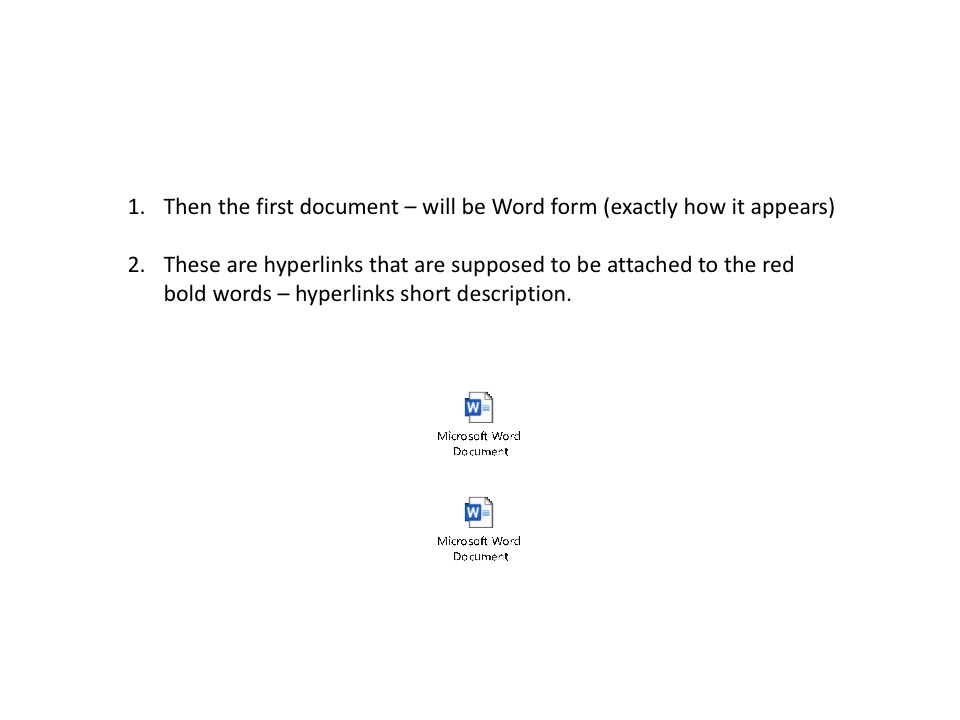 1. Then the first document – will be Word form (exactly how it appears)
2. These are hyperlinks that are supposed to be attached to the red
bold words – hyperlinks short description.
W
Microsoft Word
Document
W
Microsoft Word
Document